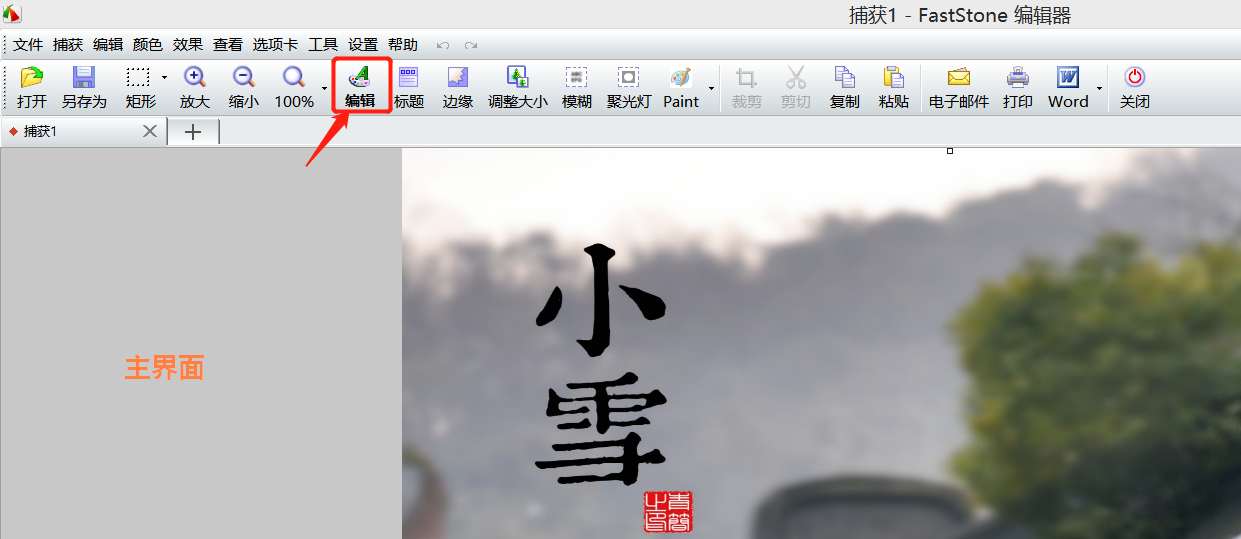 捕获1 - FastStone 编辑器
文件 捕获 编辑 颜色 效果 查看 选项卡 工具 设置 帮助
打开 另存为 矩形 放大 缩小 100% 编辑 标题 边缘 调整大小 模糊 聚光灯 Paint 裁剪 剪切 复制 粘贴 电子邮件 打印 Word 关闭
捕获1
主界面
小
雪